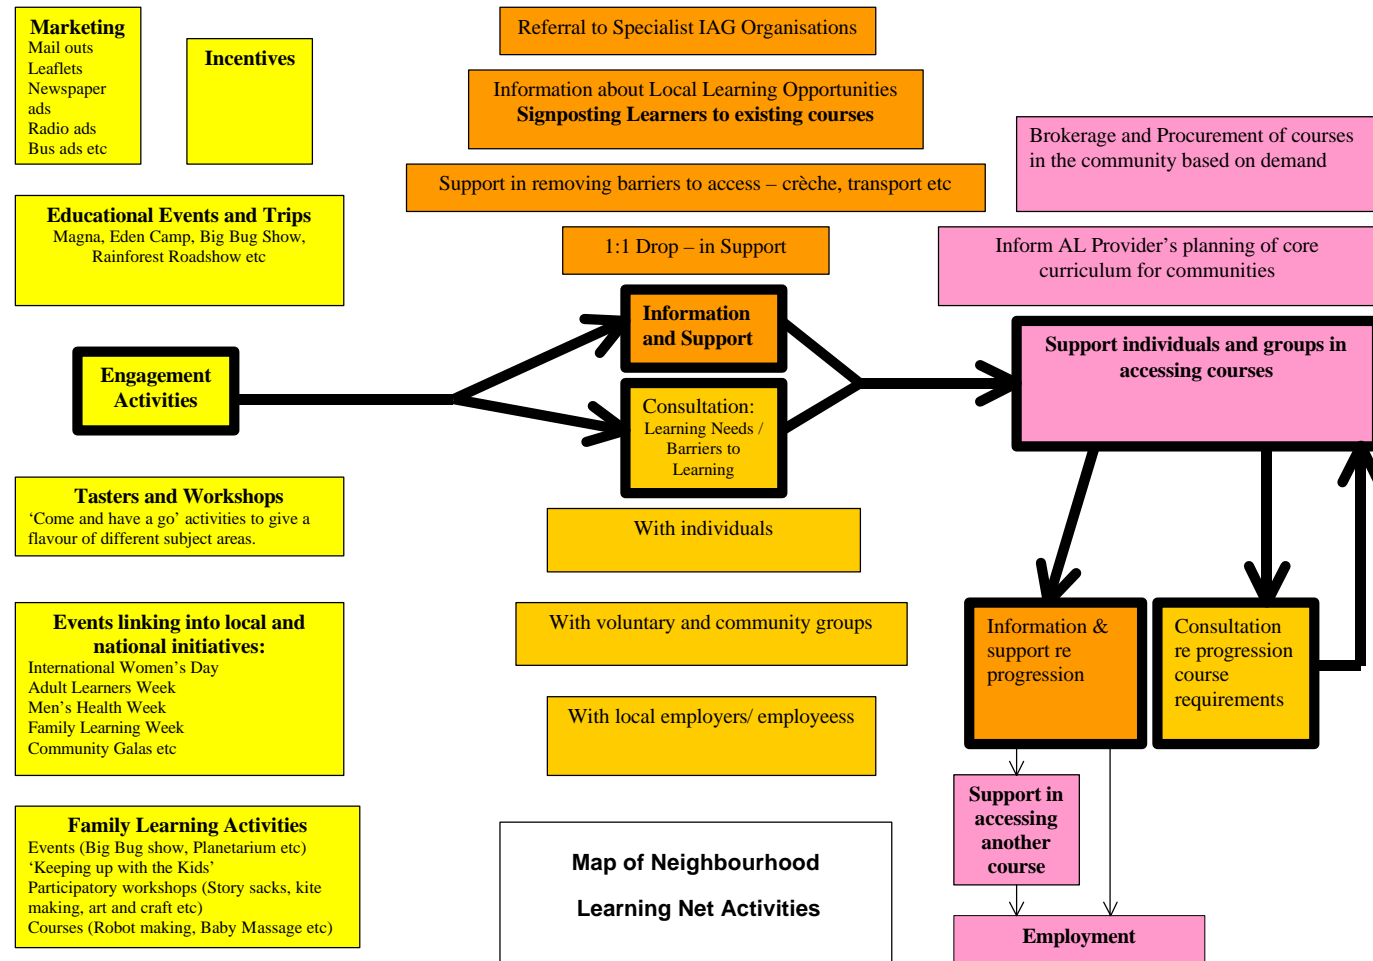 Marketing
Mail outs
Leaflets
Newspaper
ads
Radio ads
Bus ads etc
Incentives
Educational Events and Trips
Magna, Eden Camp, Big Bug Show,
Rainforest Roadshow etc
Engagement
Activities
Tasters and Workshops
‘Come and have a go’ activities to give a
flavour of different subject areas.
Events linking into local and
national initiatives:
International Women’s Day
Adult Learners Week
Men’s Health Week
Family Learning Week
Community Galas etc
Family Learning Activities
Events (Big Bug show, Planetarium etc)
‘Keeping up with the Kids’
Participatory workshops (Story sacks, kite
making, art and craft etc)
Courses (Robot making, Baby Massage etc)
Referral to Specialist IAG Organisations
Information about Local Learning Opportunities
Signposting Learners to existing courses
Support in removing barriers to access – crèche, transport etc
1:1 Drop – in Support
Information
and Support
Consultation:
Learning Needs /
Barriers to
Learning
With individuals
With voluntary and community groups
With local employers/ employeess
Map of Neighbourhood
Learning Net Activities
Brokerage and Procurement of courses
in the community based on demand
Inform AL Provider’s planning of core
curriculum for communities
Support individuals and groups in
accessing courses
Information &
support re
progression
Consultation
re progression
course
requirements
Support in
accessing
another
course
Employment